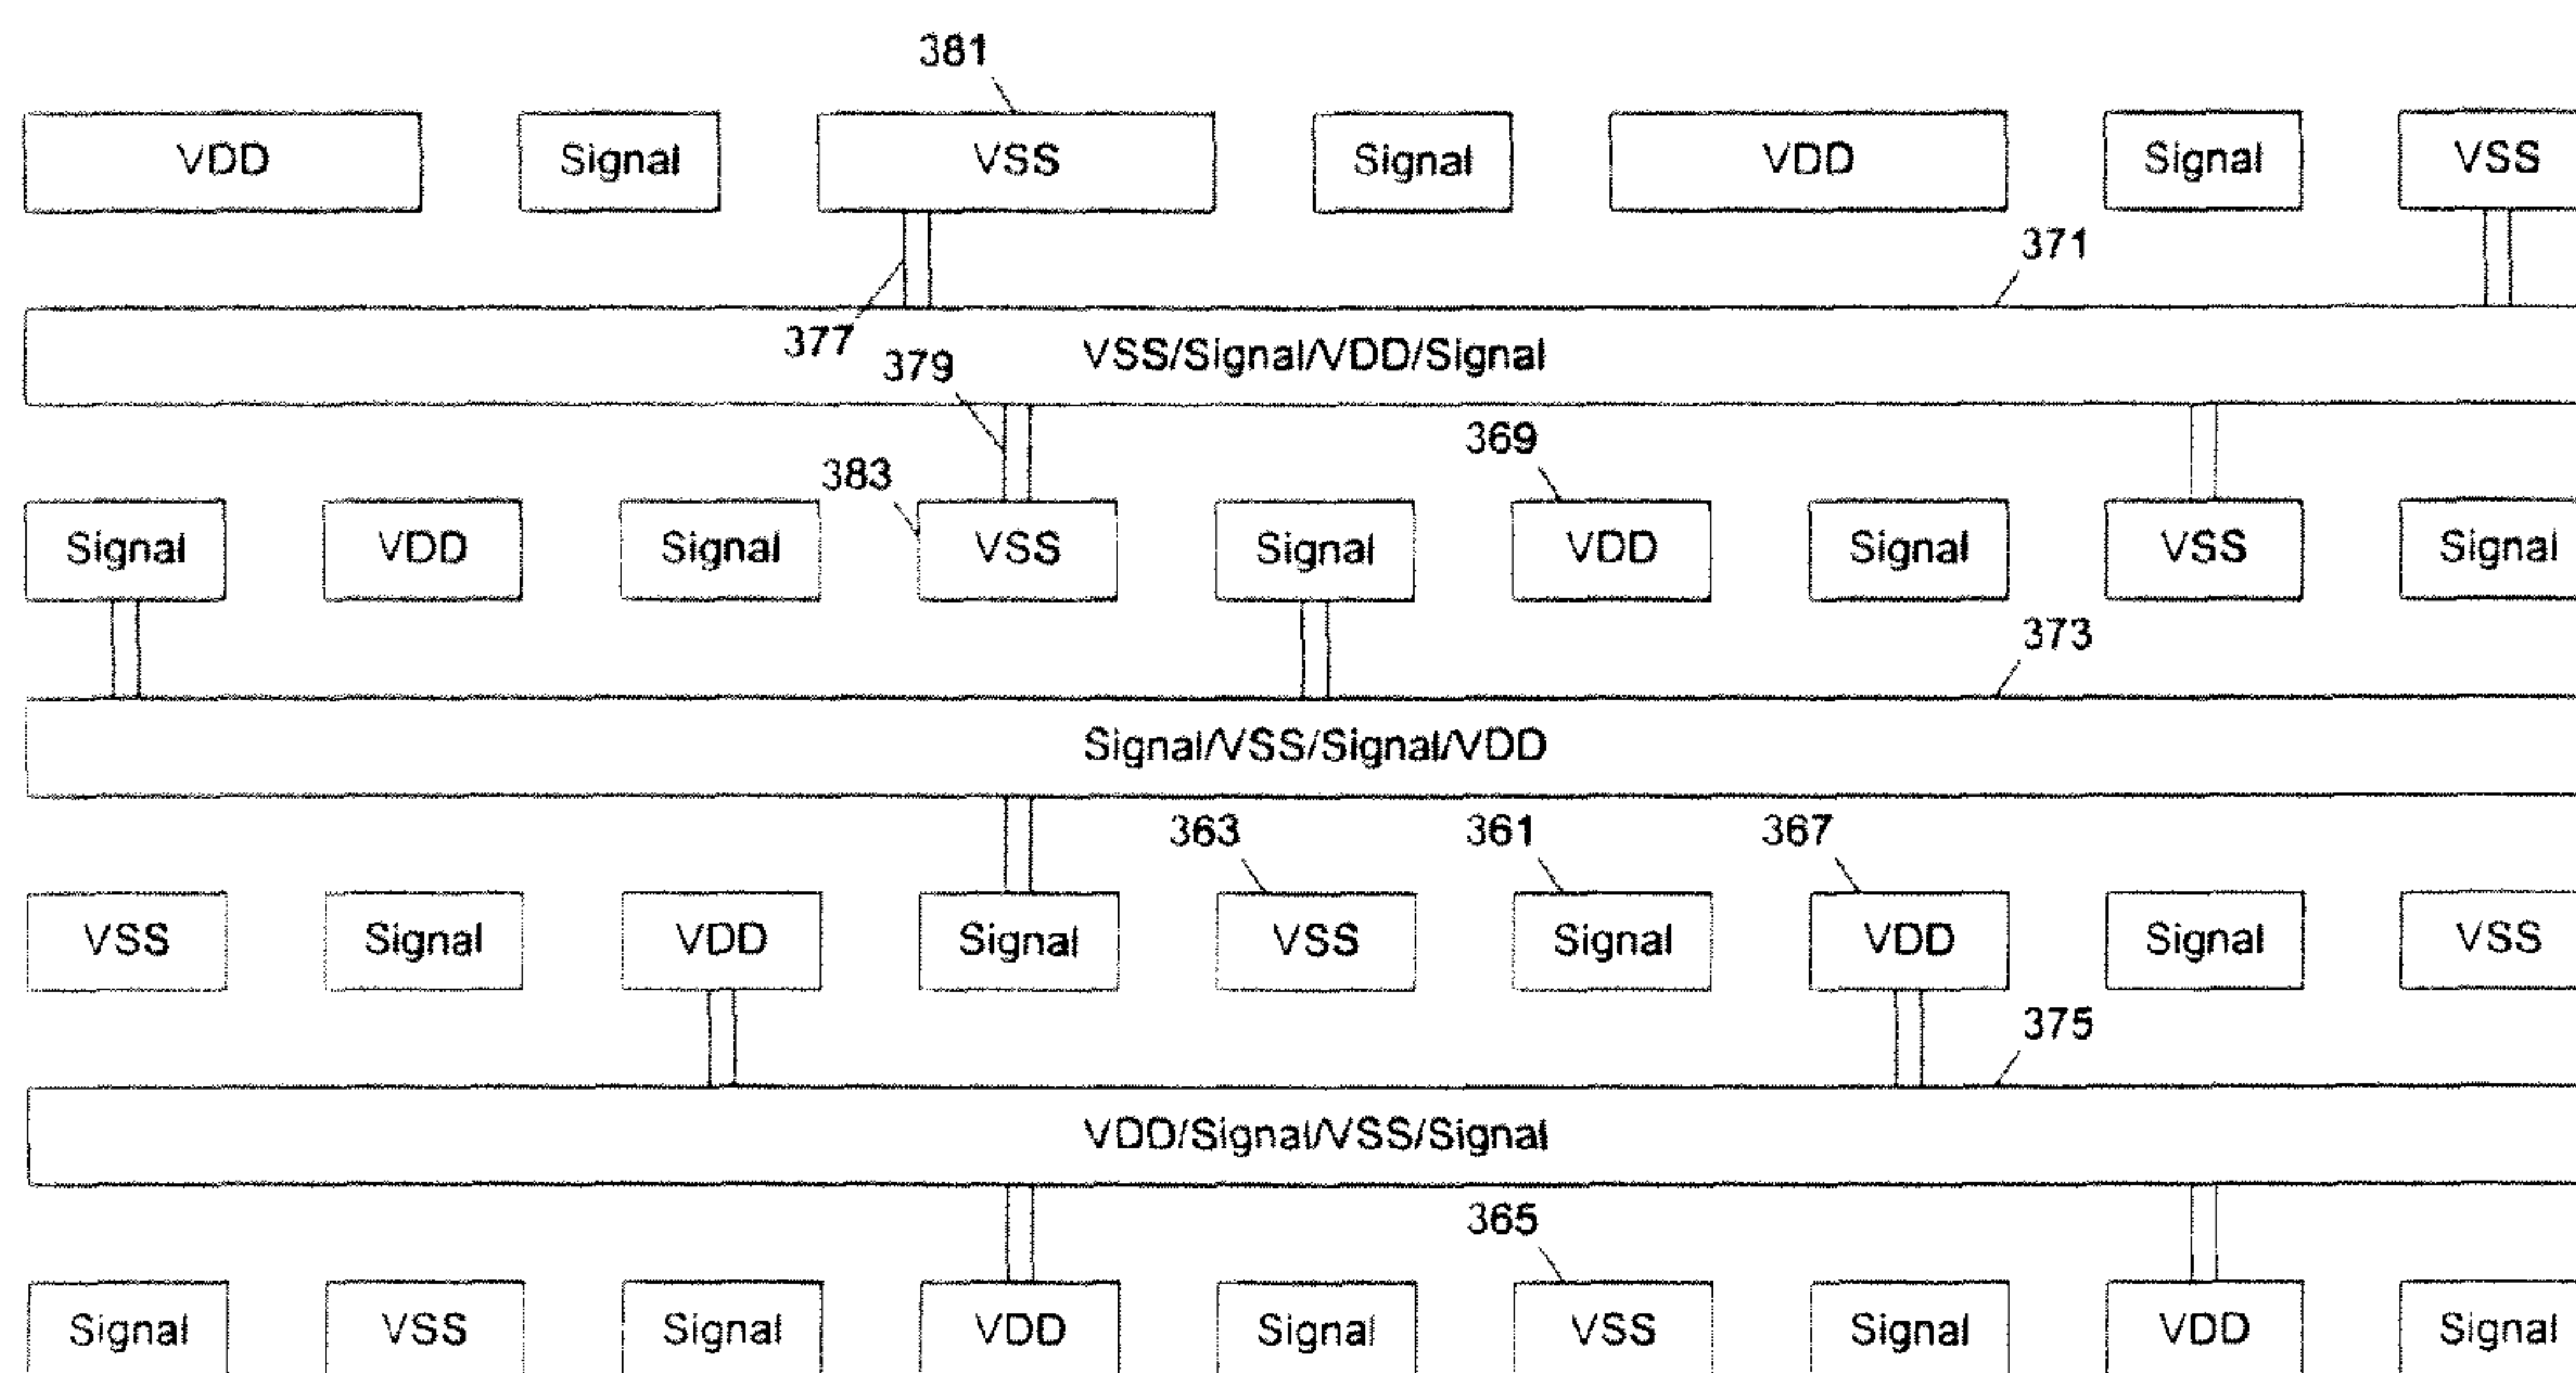 381
VDD Signal VSS Signal VDD Signal VSS
371
377
VSS/Signal/VDD/Signal
379
369
383
Signal VDD Signal VSS Signal VDD Signal VSS Signal
373
Signal/VSS/Signal/VDD
363 361 367
VSS Signal VDD Signal VSS Signal VDD Signal VSS
375
VDD/Signal/VSS/Signal
365
Signal VSS Signal VDD Signal VSS Signal VDD Signal